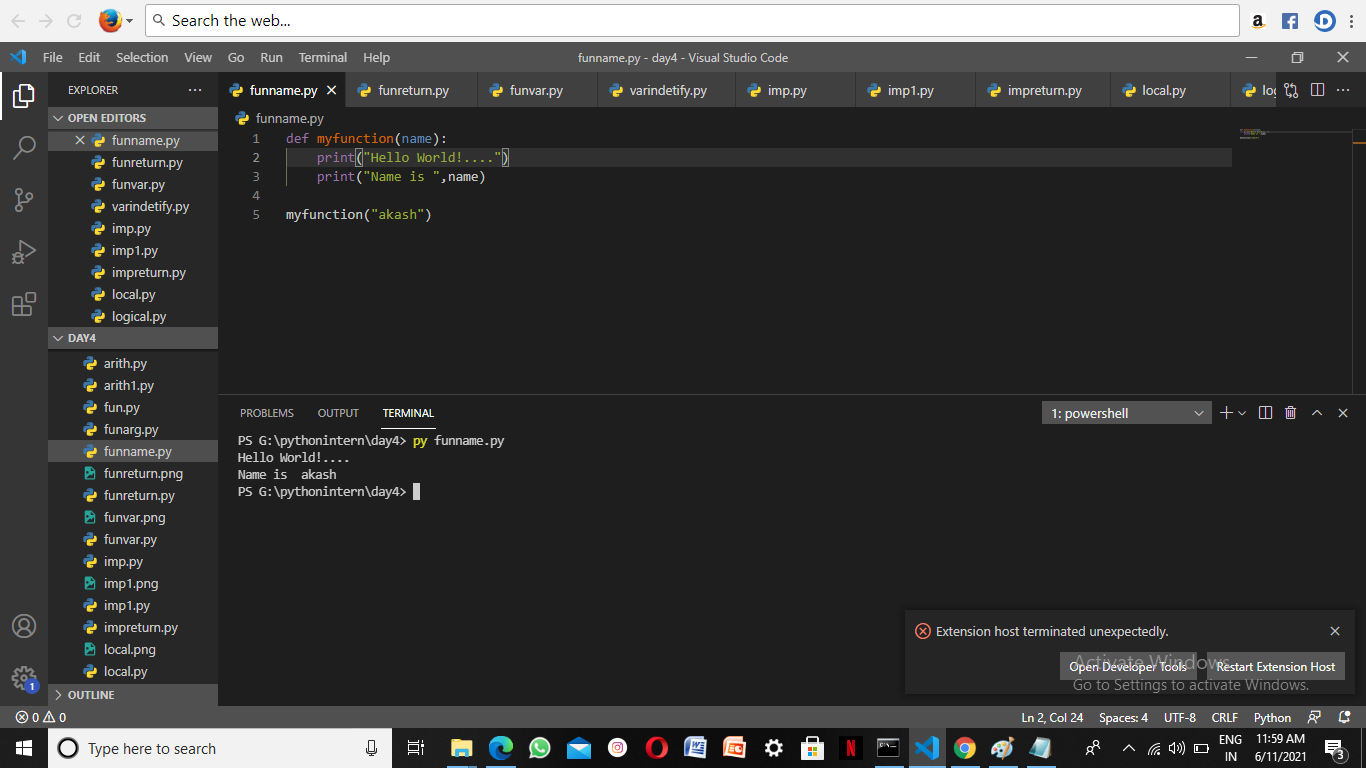 Search the web...
File Edit Selection View Go Run Terminal Help
funname.py - day4 - Visual Studio Code
EXPLORER
OPEN EDITORS
funname.py
funreturn.py
funvar.py
varindetify.py
imp.py
imp1.py
impreturn.py
local.py
logical.py
DAY4
arith.py
arith1.py
fun.py
funarg.py
funname.py
funreturn.png
funreturn.py
funvar.png
funvar.py
imp.py
imp1.png
imp1.py
impreturn.py
local.png
local.py
OUTLINE
funname.py funreturn.py funvar.py varindetify.py imp.py imp1.py impreturn.py local.py
funname.py
1 def myfunction(name):
2 print("Hello World!....")
3 print("Name is ",name)
4
5 myfunction("akash")
PROBLEMS OUTPUT TERMINAL
1: powershell
PS G:\pythonintern\day4> py funname.py
Hello World!....
Name is  akash
PS G:\pythonintern\day4>
Extension host terminated unexpectedly.
Open Developer Tools Restart Extension Host
Activate Windows
Go to Settings to activate Windows.
1
0 0
Ln 2, Col 24 Spaces: 4 UTF-8 CRLF Python
Type here to search
ENG
IN
11:59 AM
6/11/2021
3